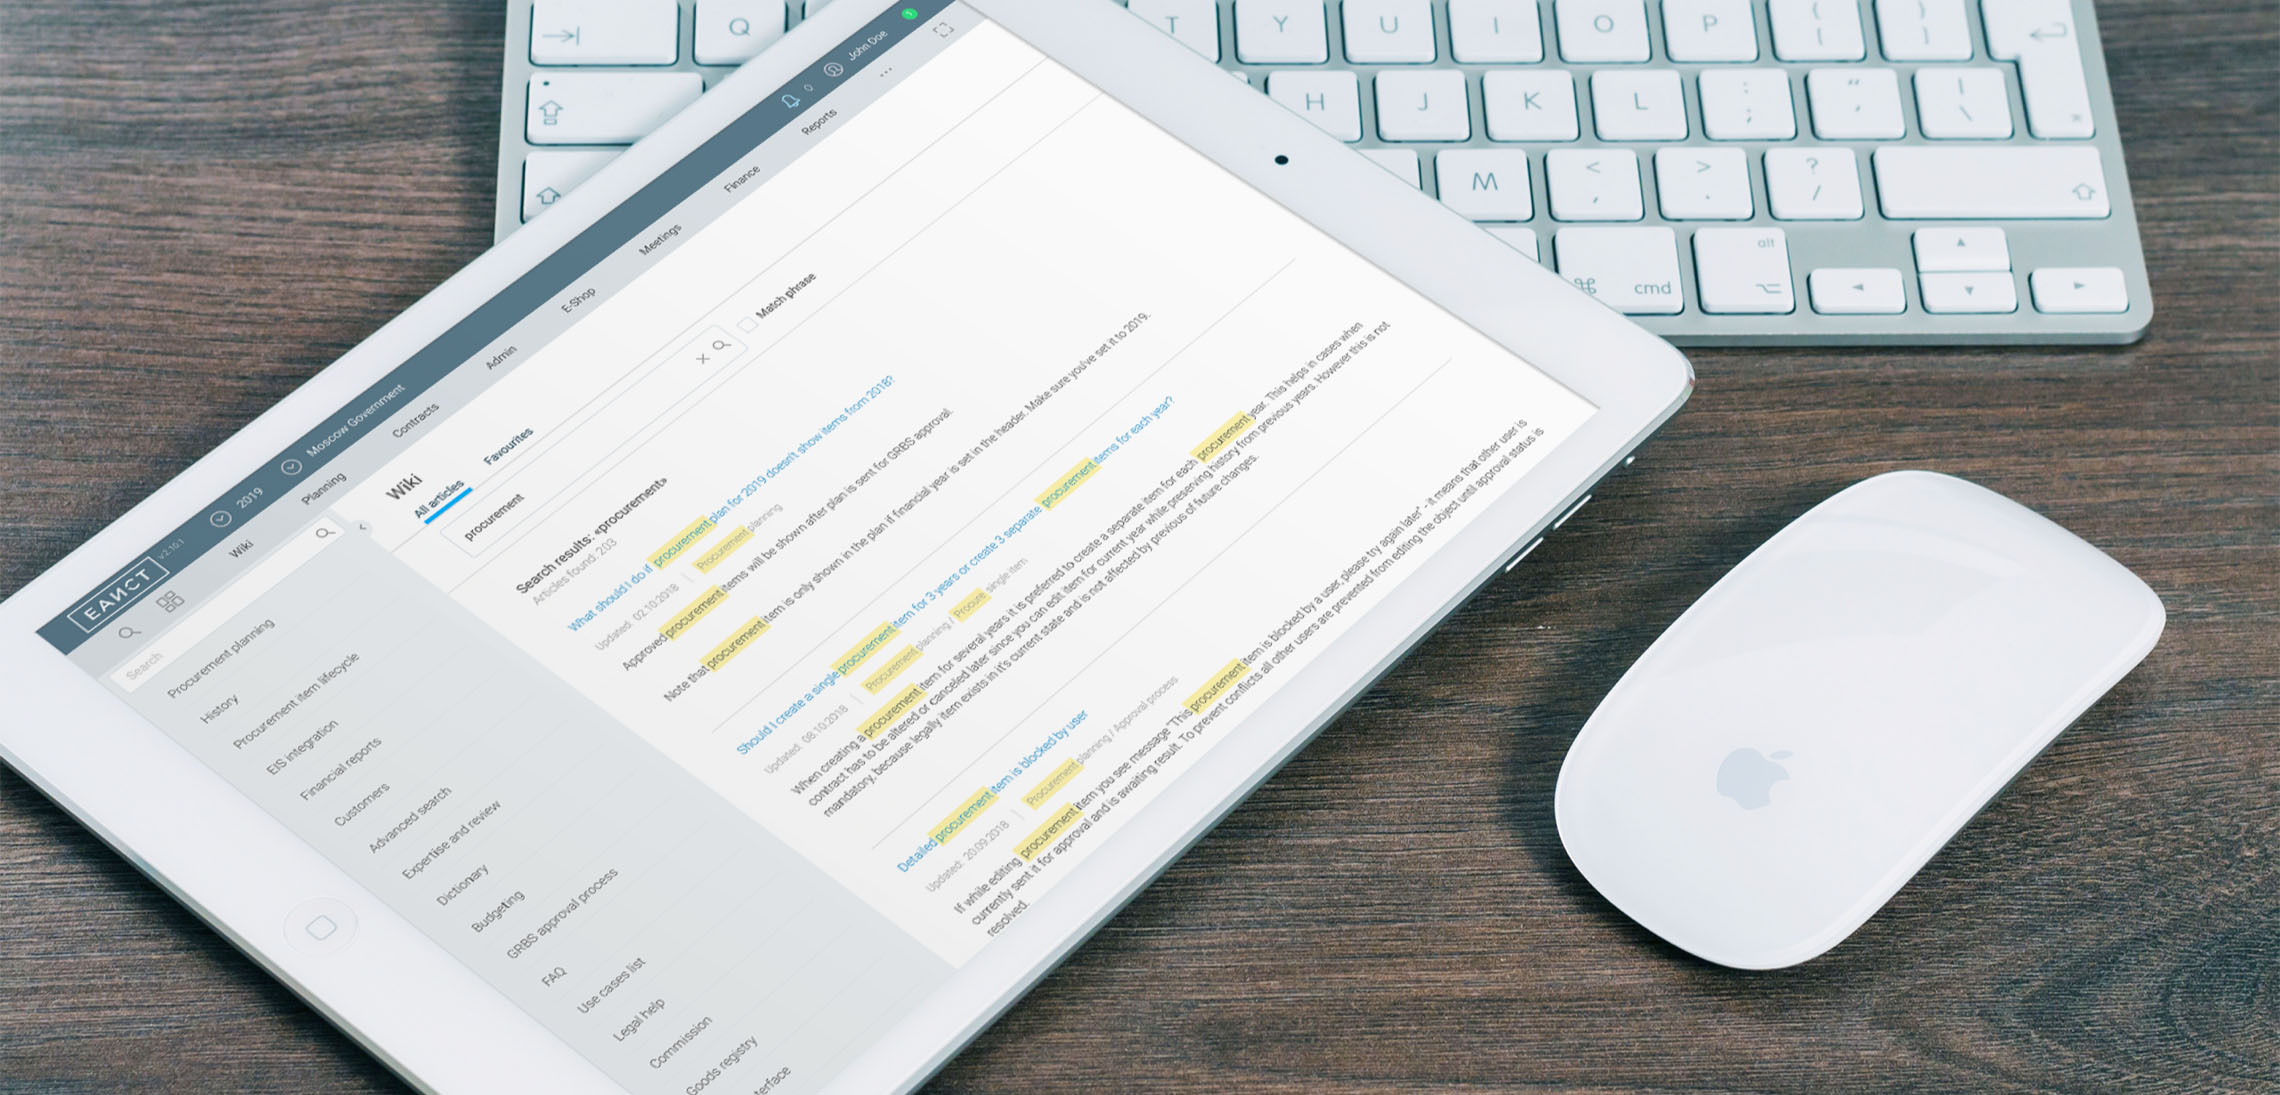 ЕАИСТ v2.10.1
2019
Moscow Government
0
John Doe
Wiki
Planning
Contracts
Admin
E-Shop
Meetings
Finance
Reports
Search
Procurement planning
History
Procurement item lifecycle
EIS integration
Financial reports
Customers
Advanced search
Expertise and review
Dictionary
Budgeting
GRBS approval process
FAQ
Use cases list
Legal help
Commission
Goods registry
terface
Wiki
All articles
Favourites
procurement
Match phrase
Search results: «procurement»
Articles found: 203
What should I do if procurement plan for 2019 doesn't show items from 2018?
Updated: 02.10.2018 | Procurement planning
Approved procurement items will be shown after plan is sent for GRBS approval.
Note that procurement item is only shown in the plan if financial year is set in the header. Make sure you've set it to 2019.
Should I create a single procurement item for 3 years or create 3 separate procurement items for each year?
Updated: 08.10.2018 | Procurement planning / Procure single item
When creating a procurement item for several years it is preferred to create a separate item for each procurement year. This helps in cases when
contract has to be altered or canceled later since you can edit item for current year while preserving history from previous years. However this is not
mandatory, because legally item exists in it's current state and is not affected by previous of future changes.
Detailed procurement item is blocked by user
Updated: 20.09.2018 | Procurement planning / Approval process
If while editing procurement item you see message "This procurement item is blocked by a user, please try again later" - it means that other user is
currently sent it for approval and is awaiting result. To prevent conflicts all other users are prevented from editing the object until approval status is
resolved.
Q T Y U I O P { [ } ]
H J K L : ; " ' | \
M < , > . ? /
⌘ cmd alt ⌥